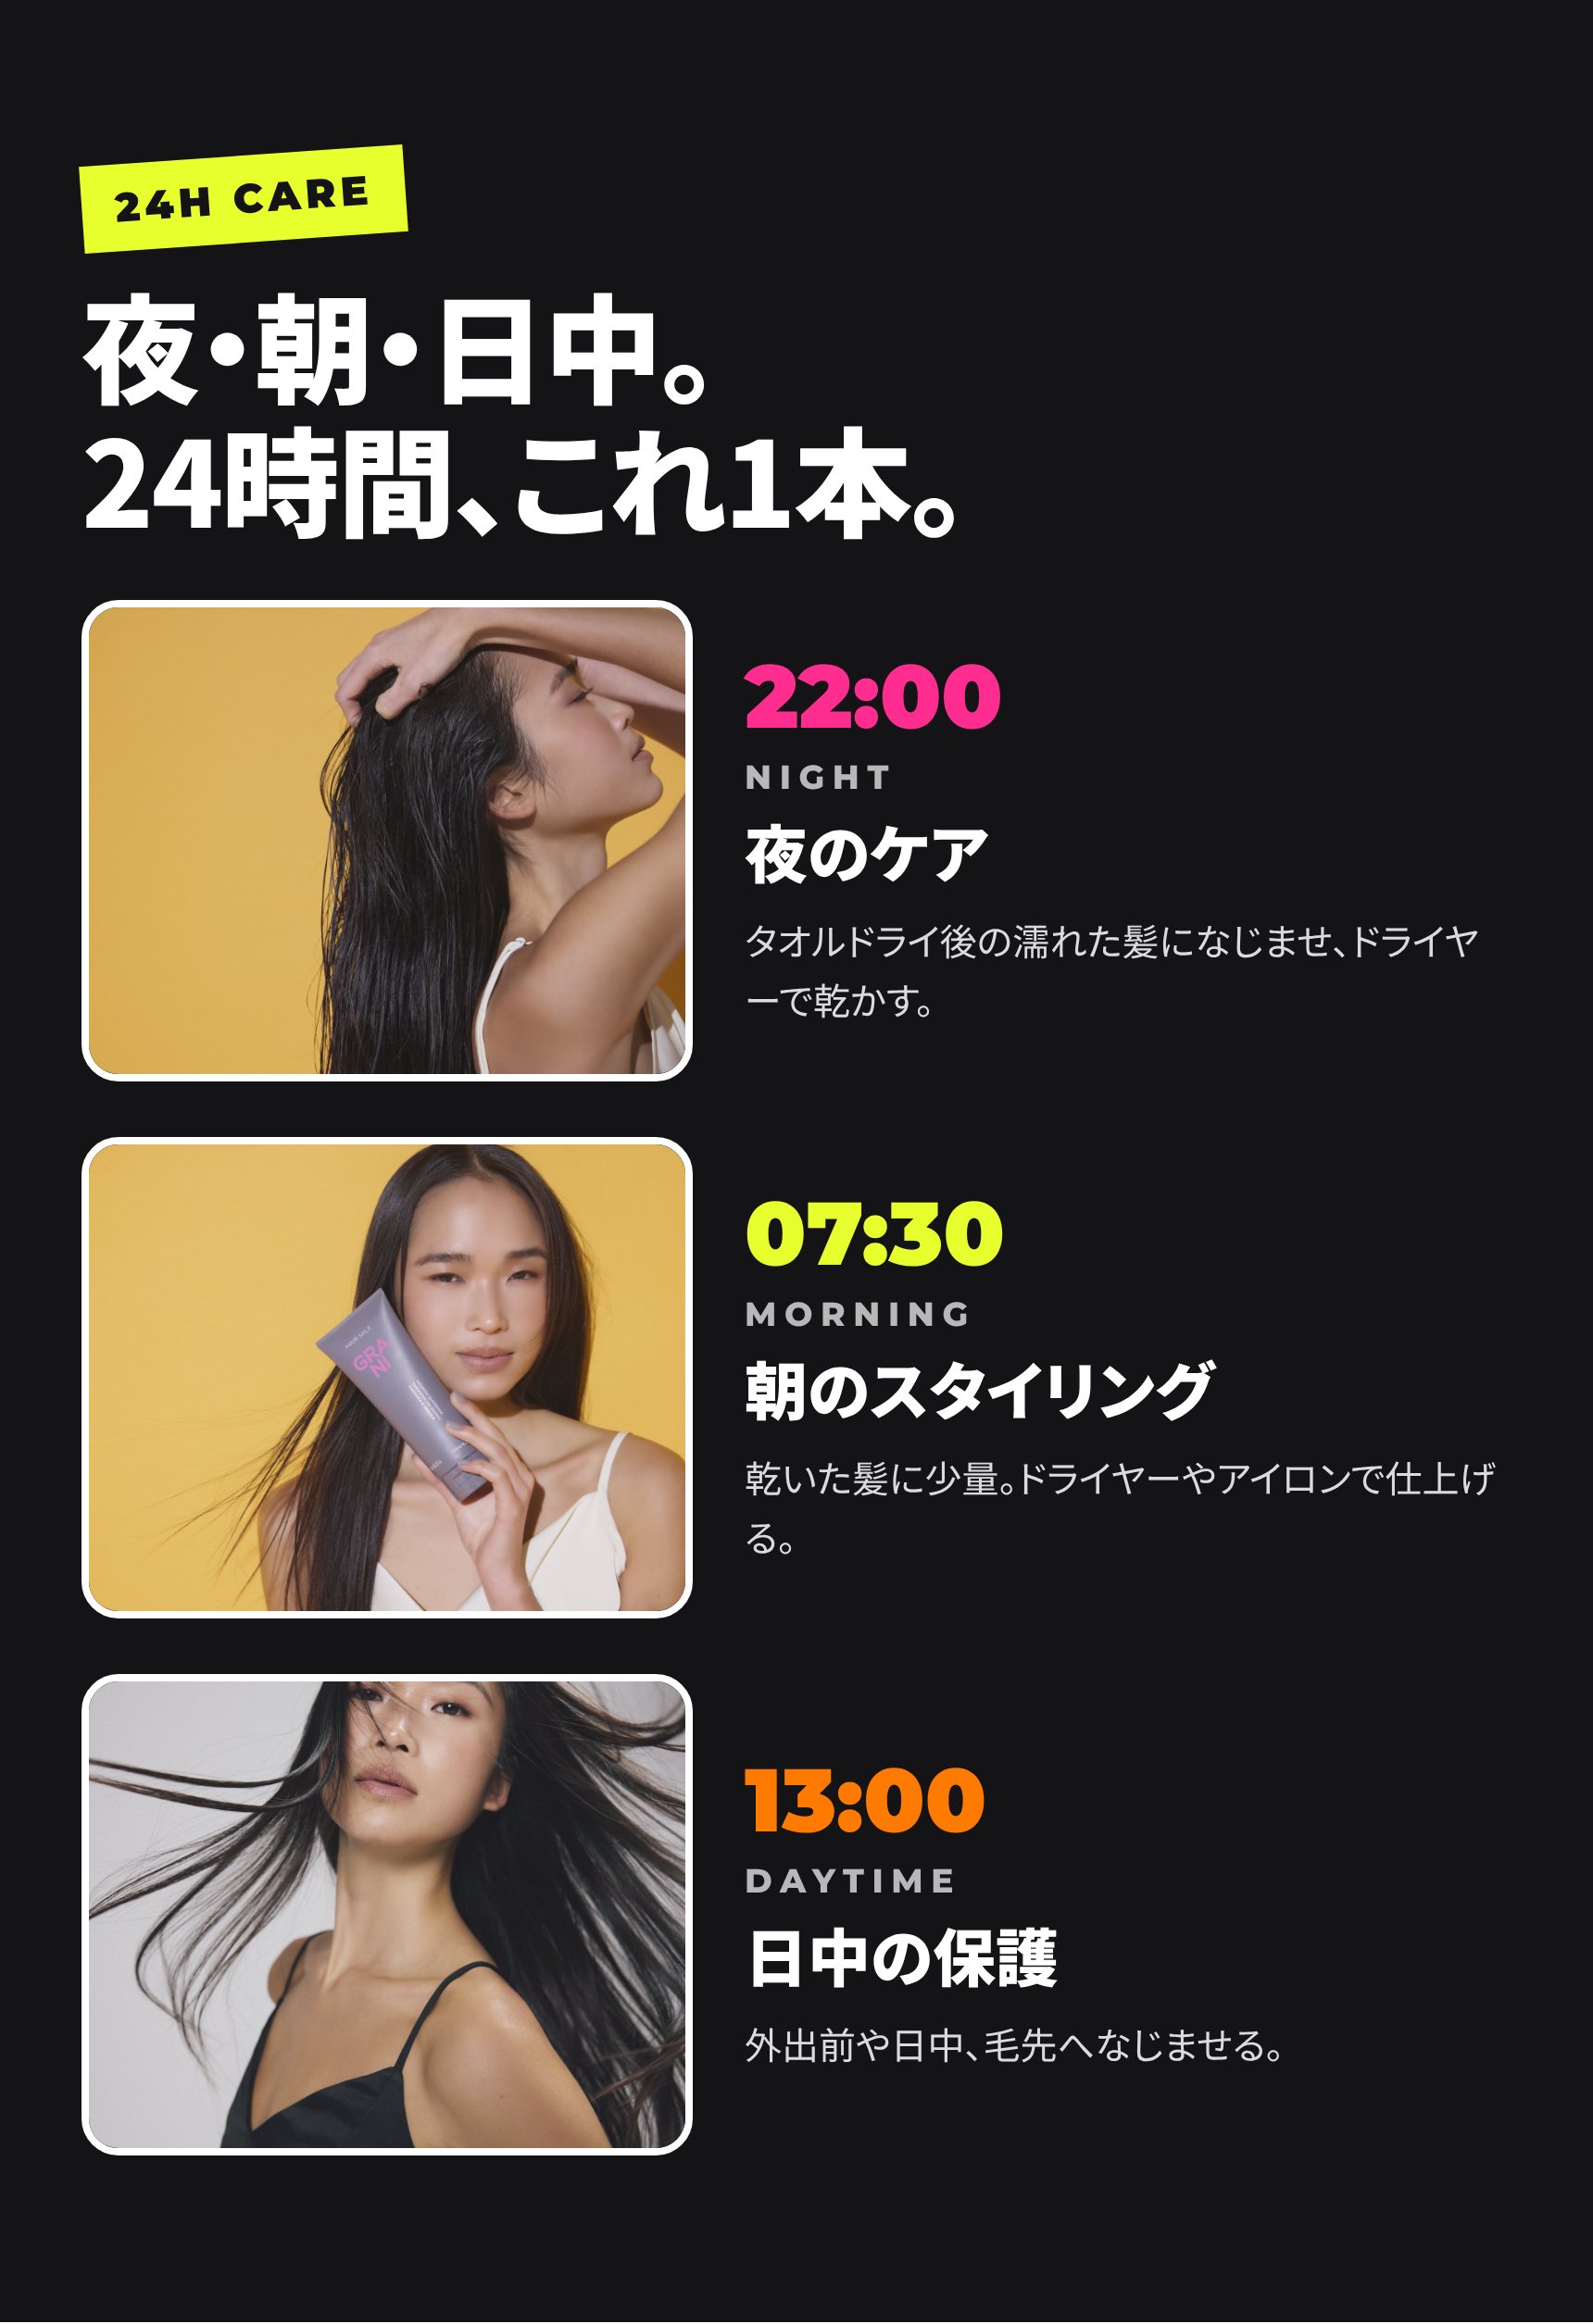 24H CARE
夜・朝・日中。
24時間、これ1本。
22:00
NIGHT
夜のケア
タオルドライ後の濡れた髪になじませ、ドライヤ
ーで乾かす。
HAIR MILK
GRA
NI
07:30
MORNING
朝のスタイリング
乾いた髪に少量。ドライヤーやアイロンで仕上げ
る。
13:00
DAYTIME
日中の保護
外出前や日中、毛先へなじませる。